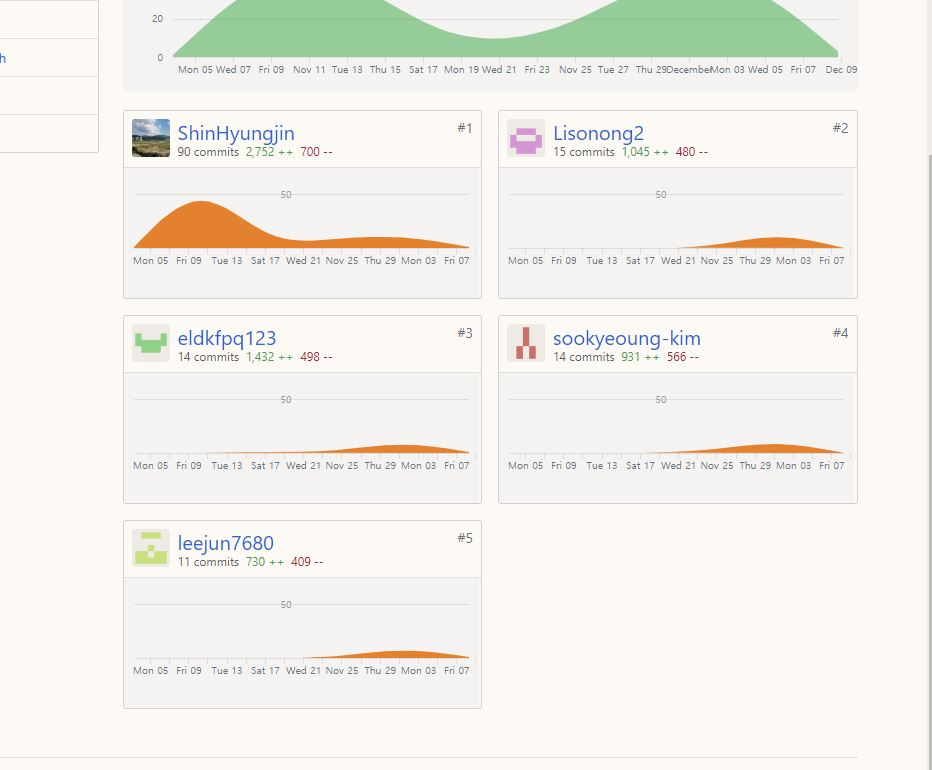 h
20
0
Mon 05 Wed 07 Fri 09 Nov 11 Tue 13 Thu 15 Sat 17 Mon 19 Wed 21 Fri 23 Nov 25 Tue 27 Thu 29 December Mon 03 Wed 05 Fri 07 Dec 09
ShinHyungjin #1
90 commits 2,752 ++ 700 --
50
Mon 05 Fri 09 Tue 13 Sat 17 Wed 21 Nov 25 Thu 29 Mon 03 Fri 07
Lisonong2 #2
15 commits 1,045 ++ 480 --
50
Mon 05 Fri 09 Tue 13 Sat 17 Wed 21 Nov 25 Thu 29 Mon 03 Fri 07
eldkfpq123 #3
14 commits 1,432 ++ 498 --
50
Mon 05 Fri 09 Tue 13 Sat 17 Wed 21 Nov 25 Thu 29 Mon 03 Fri 07
sookyeoung-kim #4
14 commits 931 ++ 566 --
50
Mon 05 Fri 09 Tue 13 Sat 17 Wed 21 Nov 25 Thu 29 Mon 03 Fri 07
leejun7680 #5
11 commits 730 ++ 409 --
50
Mon 05 Fri 09 Tue 13 Sat 17 Wed 21 Nov 25 Thu 29 Mon 03 Fri 07